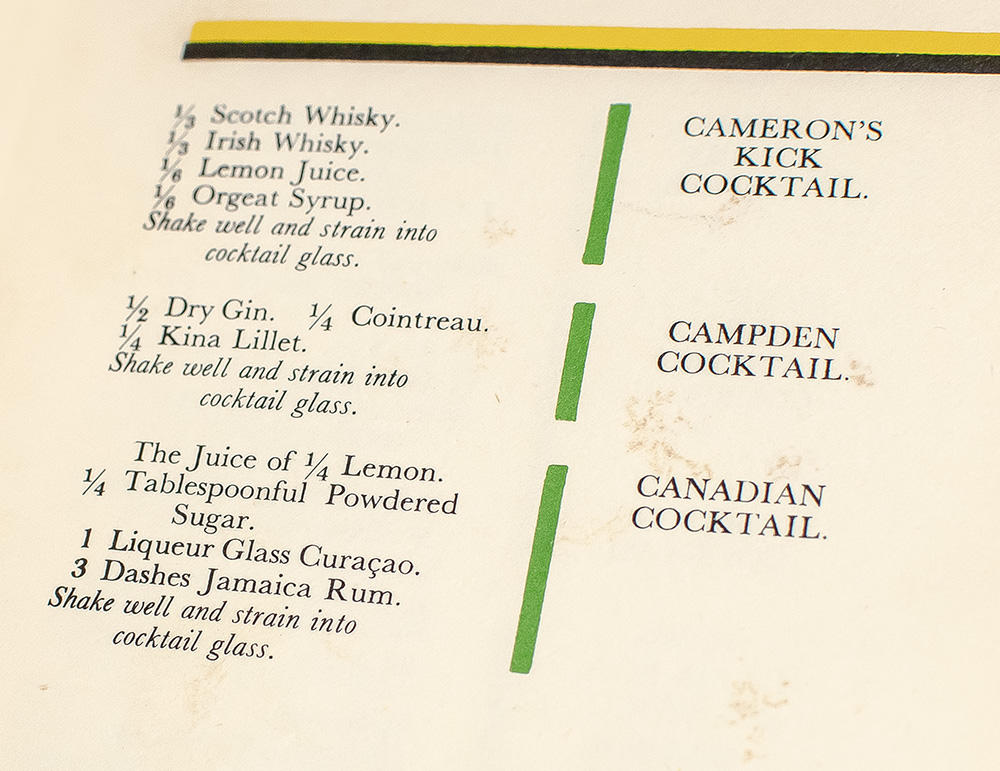 ⅓ Scotch Whisky.
⅓ Irish Whisky.
⅙ Lemon Juice.
⅙ Orgeat Syrup.
Shake well and strain into
cocktail glass.
CAMERON'S
KICK
COCKTAIL.
½ Dry Gin. ¼ Cointreau.
¼ Kina Lillet.
Shake well and strain into
cocktail glass.
CAMPDEN
COCKTAIL.
The Juice of ¼ Lemon.
¼ Tablespoonful Powdered
Sugar.
1 Liqueur Glass Curaçao.
3 Dashes Jamaica Rum.
Shake well and strain into
cocktail glass.
CANADIAN
COCKTAIL.